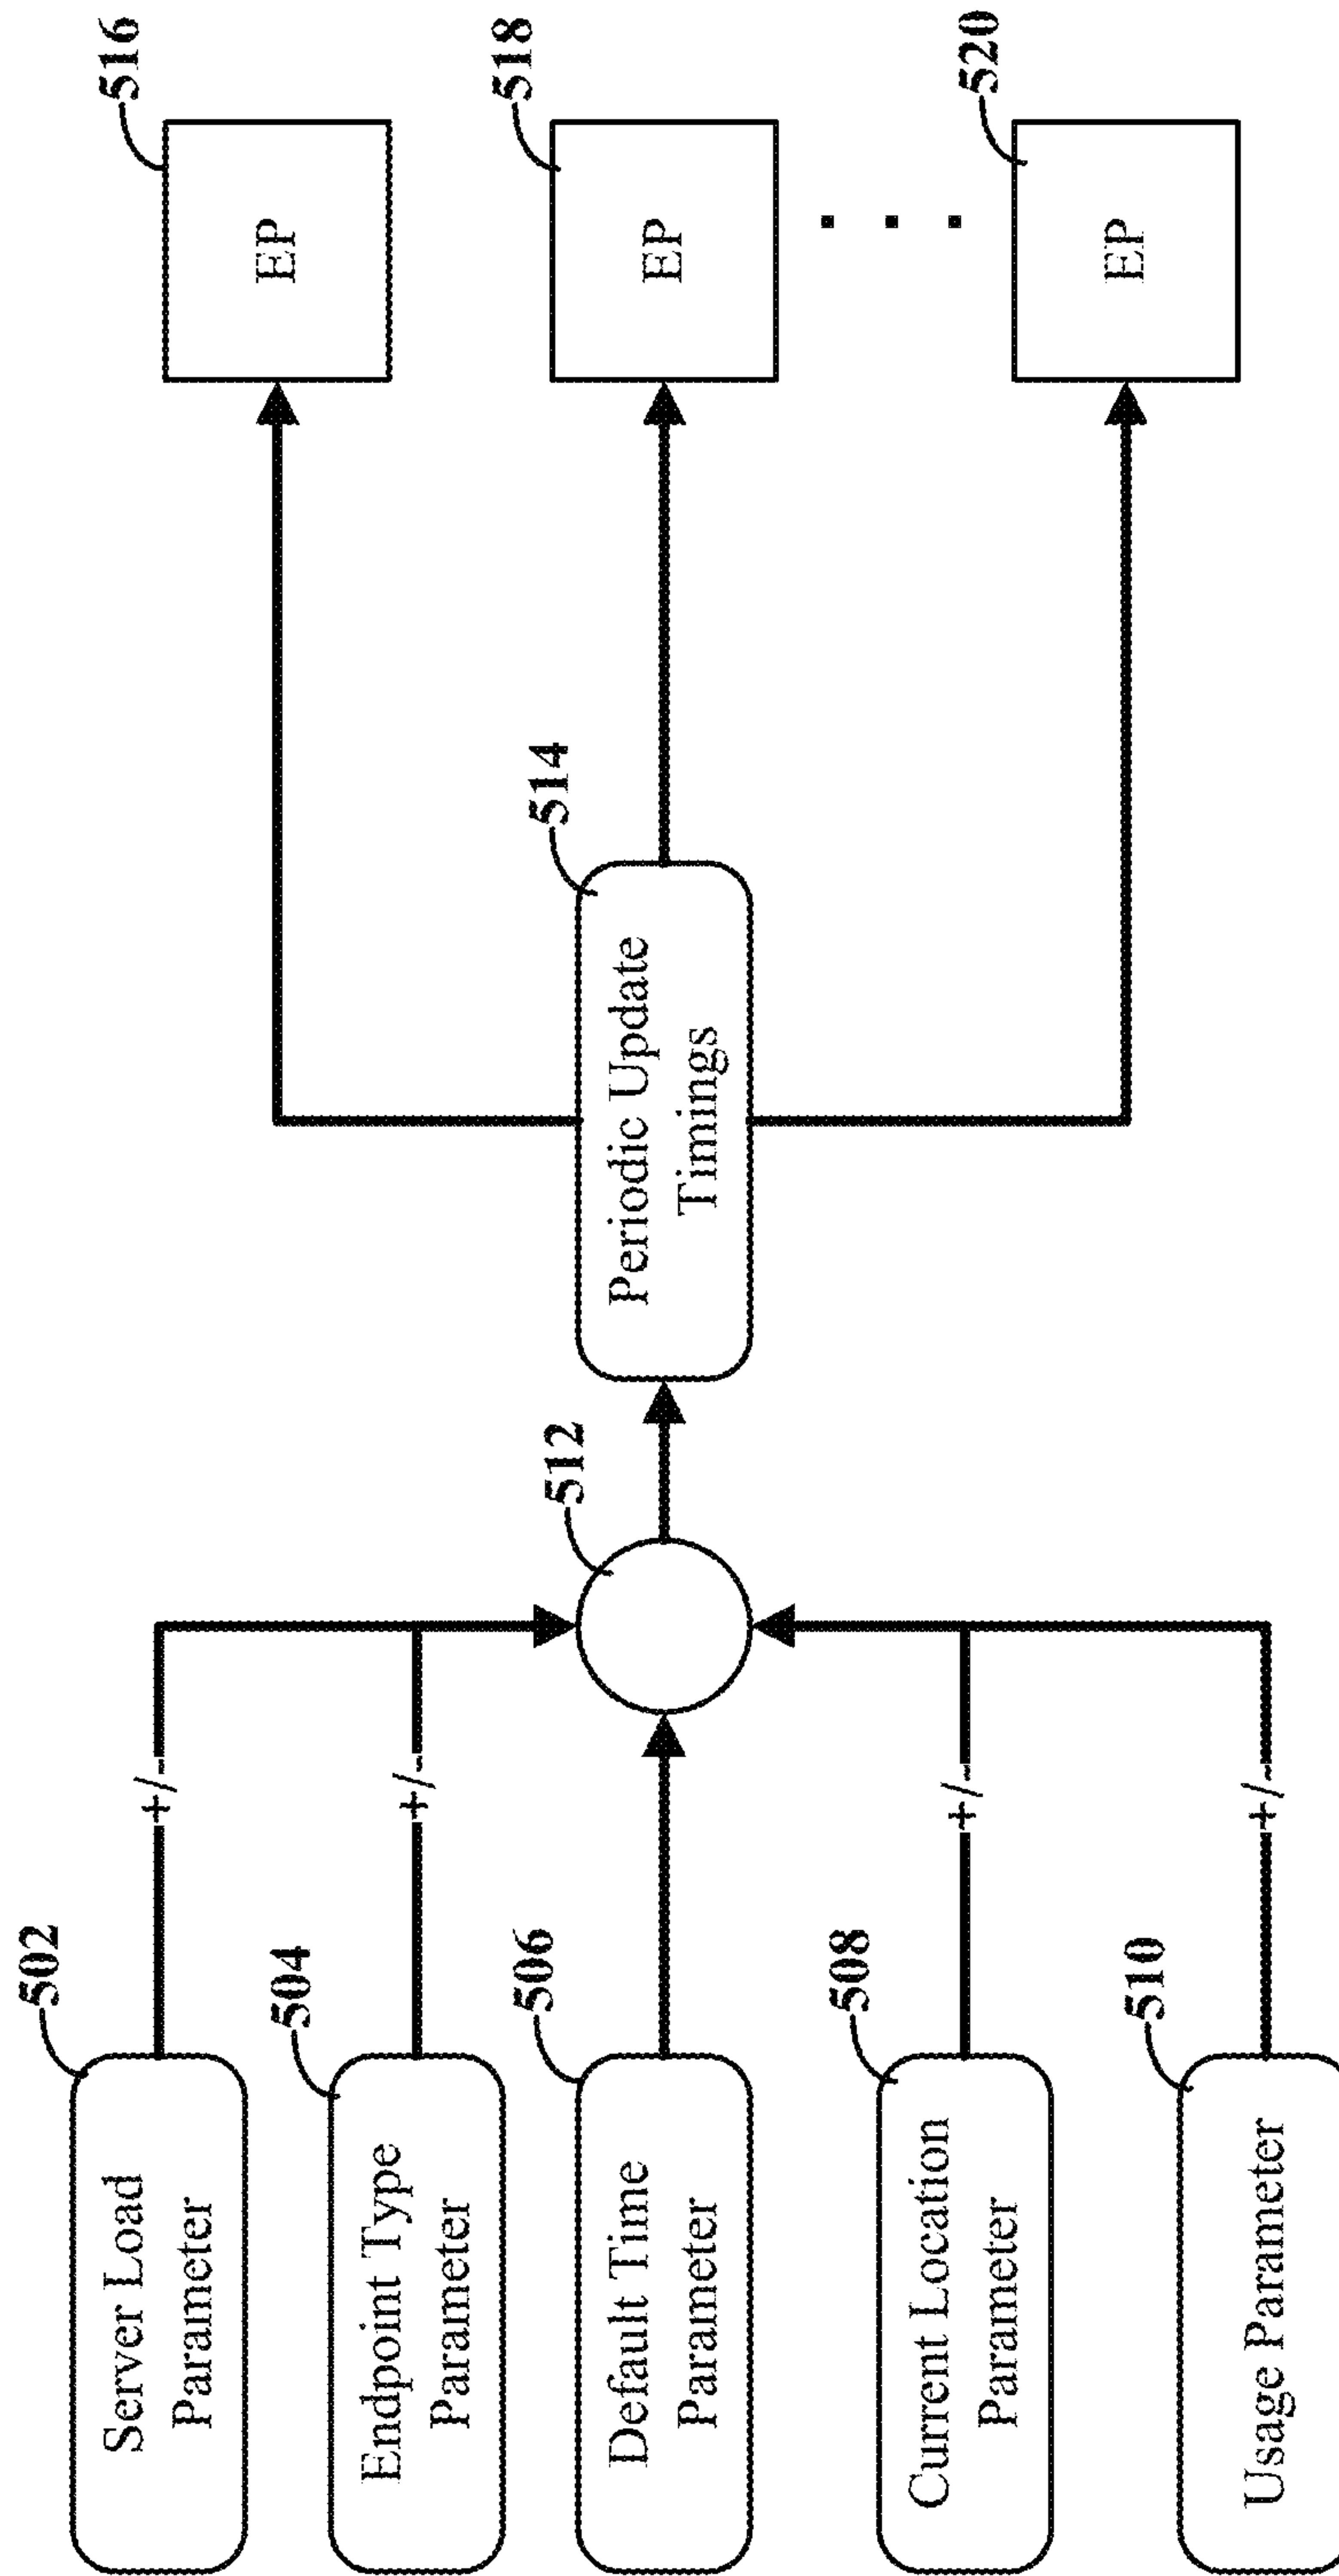 502
Server Load
Parameter
+/-
504
Endpoint Type
Parameter
+/-
506
Default Time
Parameter
508
Current Location
Parameter
+/-
510
Usage Parameter
+/-
512
514
Periodic Update
Timings
516
EP
518
EP
. . .
520
EP